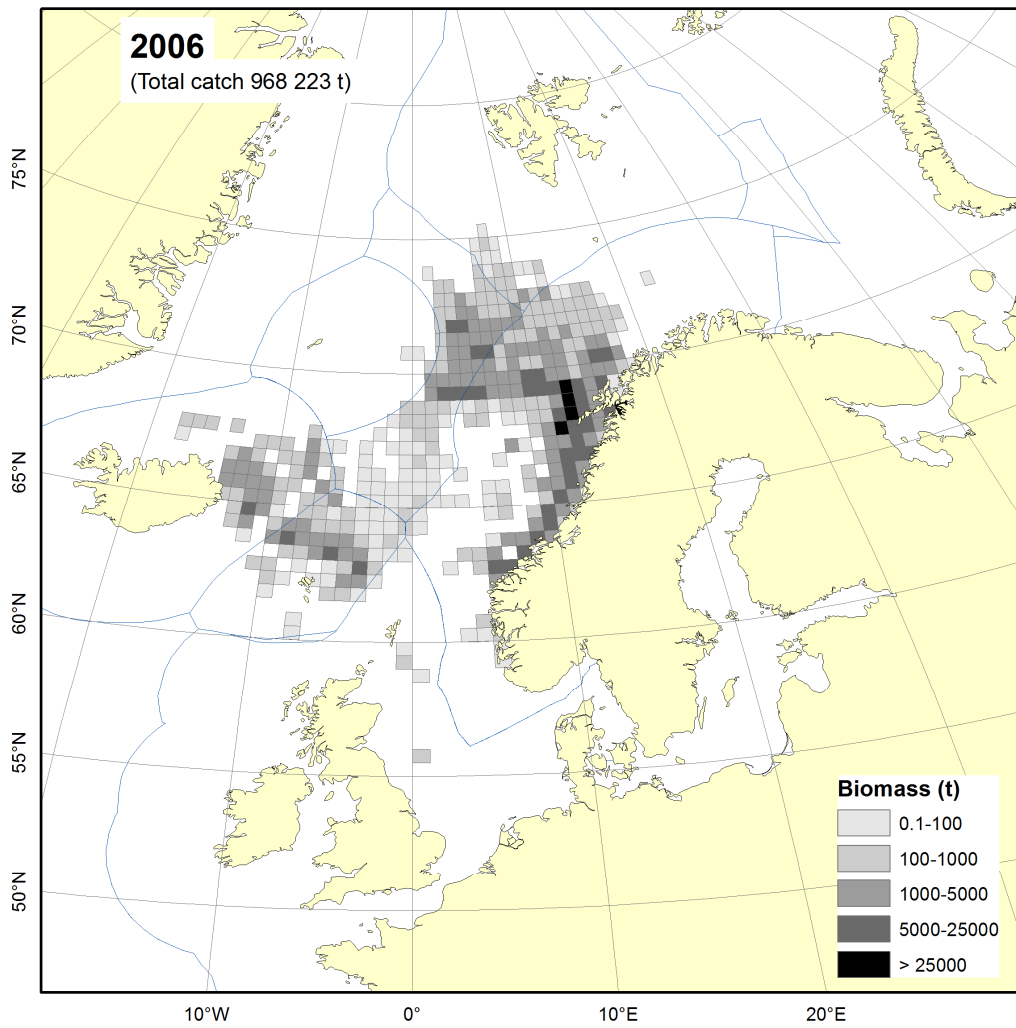 2006
(Total catch 968 223 t)
75°N
70°N
65°N
60°N
55°N
50°N
Biomass (t)
0.1-100
100-1000
1000-5000
5000-25000
> 25000
10°W
0°
10°E
20°E